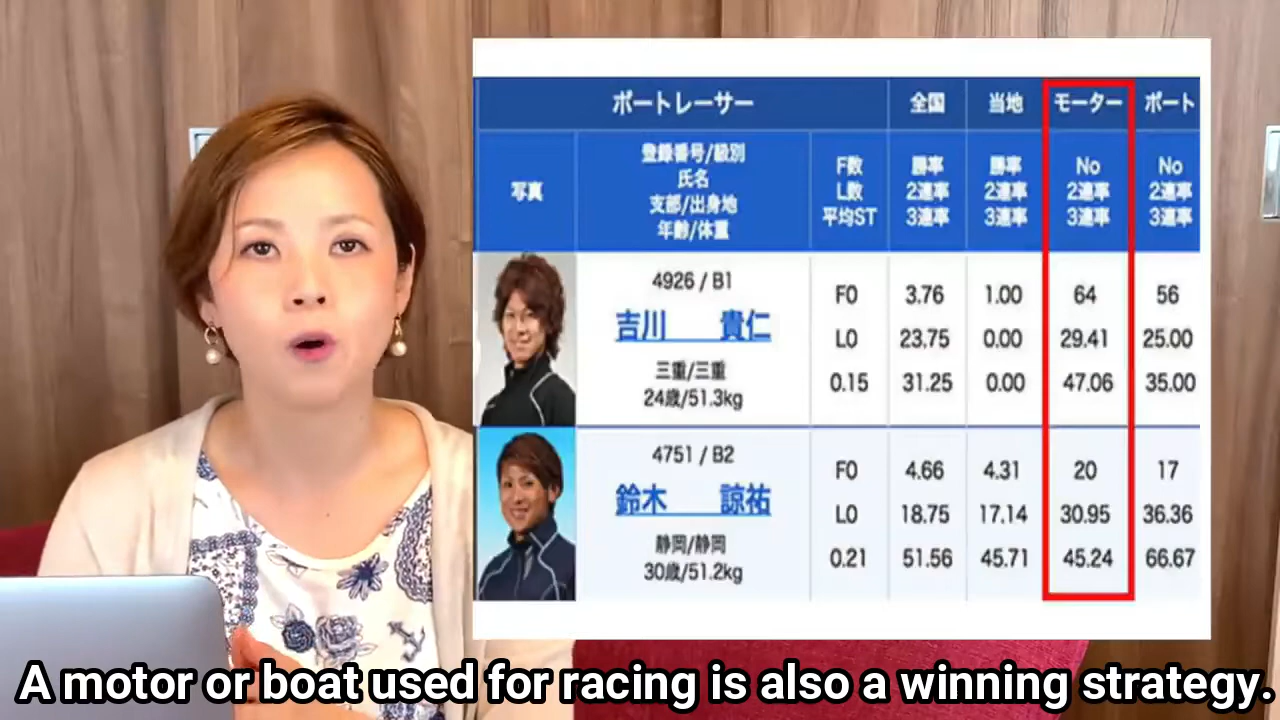 ボートレーサー 全国 当地 モーター ボート
写真
登録番号/級別
氏名
支部/出身地
年齢/体重
F数
L数
平均ST
勝率
2連率
3連率
勝率
2連率
3連率
No
2連率
3連率
No
2連率
3連率
4926 / B1
吉川 貴仁
三重/三重
24歳/51.3kg
F0
L0
0.15
3.76
23.75
31.25
1.00
0.00
0.00
64
29.41
47.06
56
25.00
35.00
4751 / B2
鈴木 諒祐
静岡/静岡
30歳/51.2kg
F0
L0
0.21
4.66
18.75
51.56
4.31
17.14
45.71
20
30.95
45.24
17
36.36
66.67
A motor or boat used for racing is also a winning strategy.